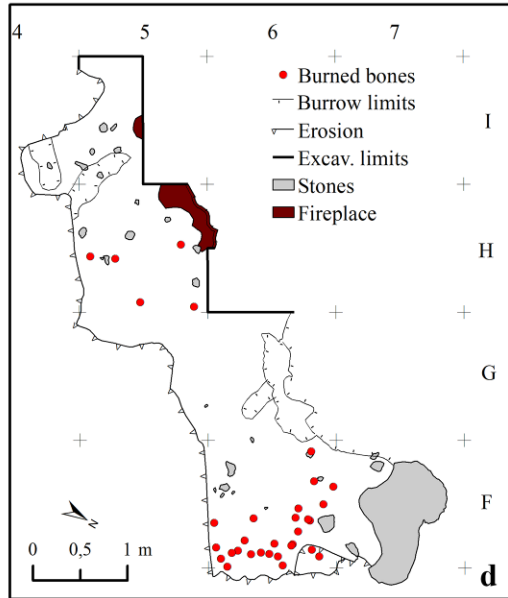 4 5 6 7
Burned bones
Burrow limits
I
Erosion
Excav. limits
Stones
Fireplace
H
G
F
N
0 0,5 1 m
d